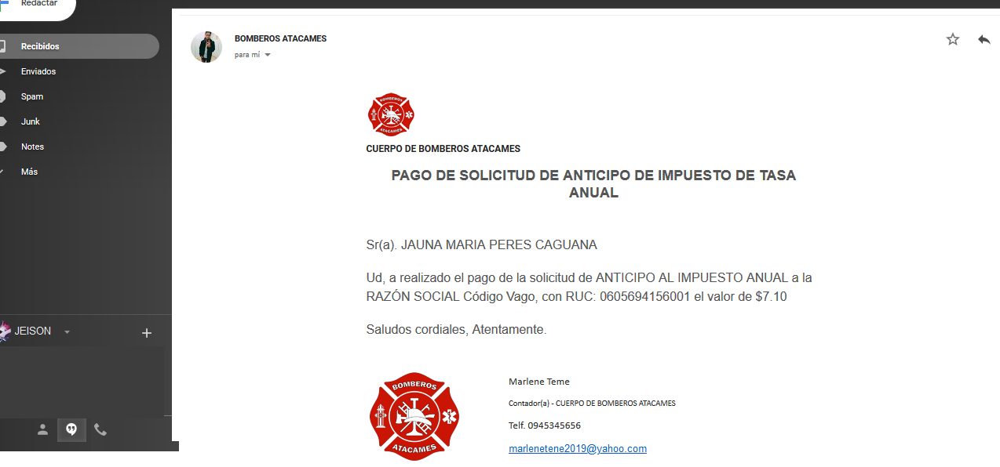 Redactar
Recibidos
Enviados
Spam
Junk
Notes
Más
JEISON
BOMBEROS ATACAMES
para mí
BOMBEROS
ATACAMES
CUERPO DE BOMBEROS ATACAMES
PAGO DE SOLICITUD DE ANTICIPO DE IMPUESTO DE TASA
ANUAL
Sr(a). JAUNA MARIA PERES CAGUANA
Ud, a realizado el pago de la solicitud de ANTICIPO AL IMPUESTO ANUAL a la
RAZÓN SOCIAL Código Vago, con RUC: 0605694156001 el valor de $7.10
Saludos cordiales, Atentamente.
BOMBEROS
ATACAMES
Marlene Teme
Contador(a) - CUERPO DE BOMBEROS ATACAMES
Telf. 0945345656
marlenetene2019@yahoo.com